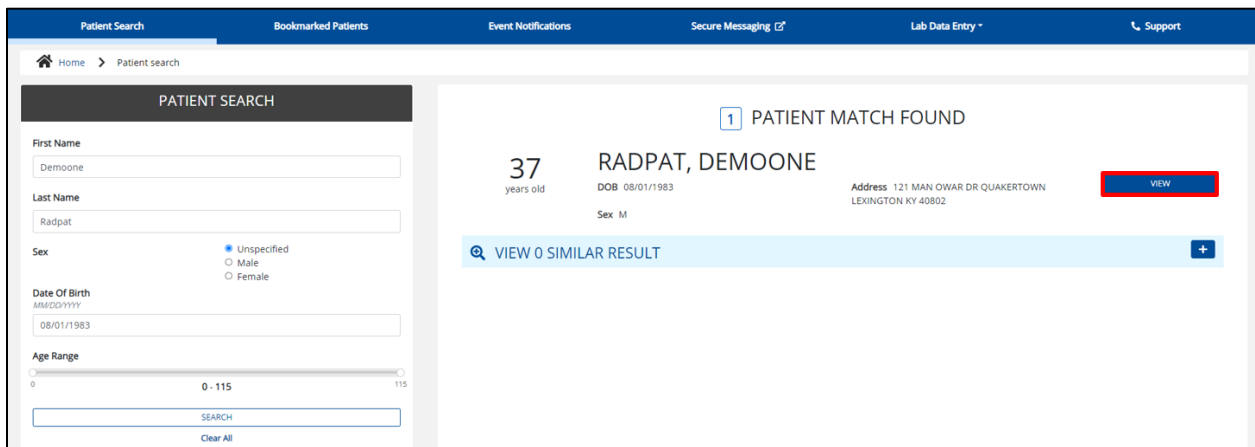 Patient Search
Bookmarked Patients
Event Notifications
Secure Messaging
Lab Data Entry
Support
Home > Patient search
PATIENT SEARCH
First Name
Demoone
Last Name
Radpat
Sex
Unspecified
Male
Female
Date Of Birth
MM/DD/YYYY
08/01/1983
Age Range
0
0 - 115
115
SEARCH
Clear All
1 PATIENT MATCH FOUND
37
years old
RADPAT, DEMOONE
DOB 08/01/1983
Sex M
Address 121 MAN OWAR DR QUAKERTOWN
LEXINGTON KY 40802
VIEW
VIEW 0 SIMILAR RESULT
+